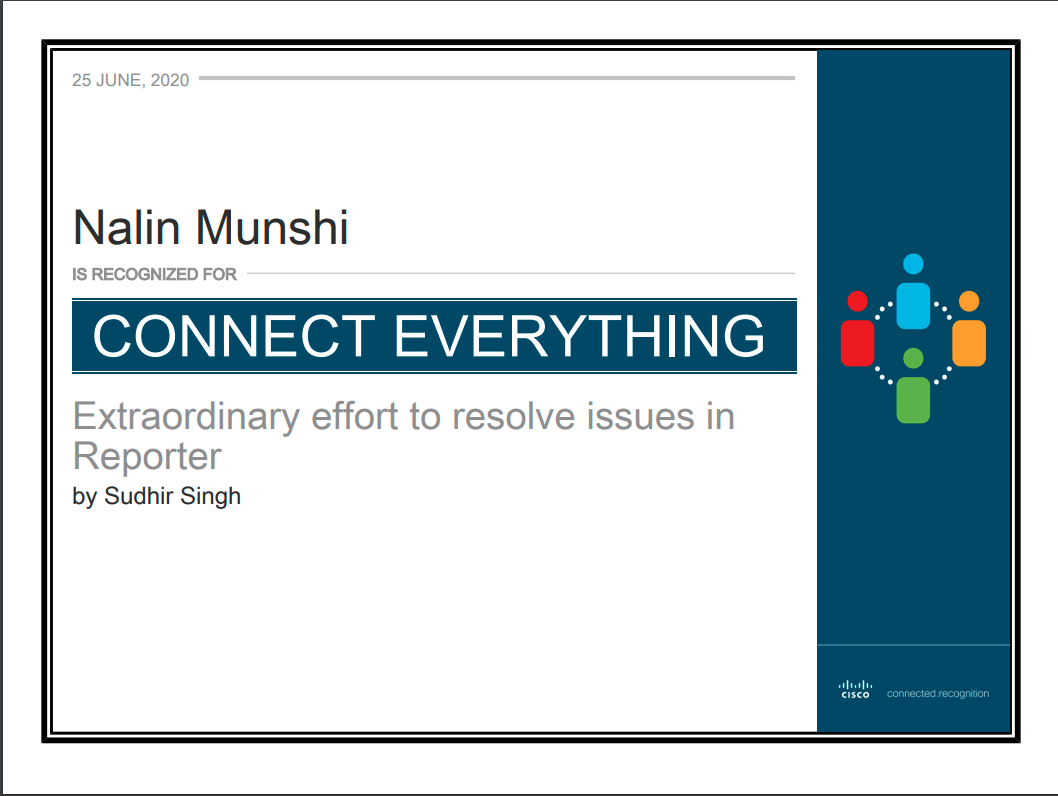 25 JUNE, 2020
Nalin Munshi
IS RECOGNIZED FOR
CONNECT EVERYTHING
Extraordinary effort to resolve issues in
Reporter
by Sudhir Singh
CISCO connected.recognition